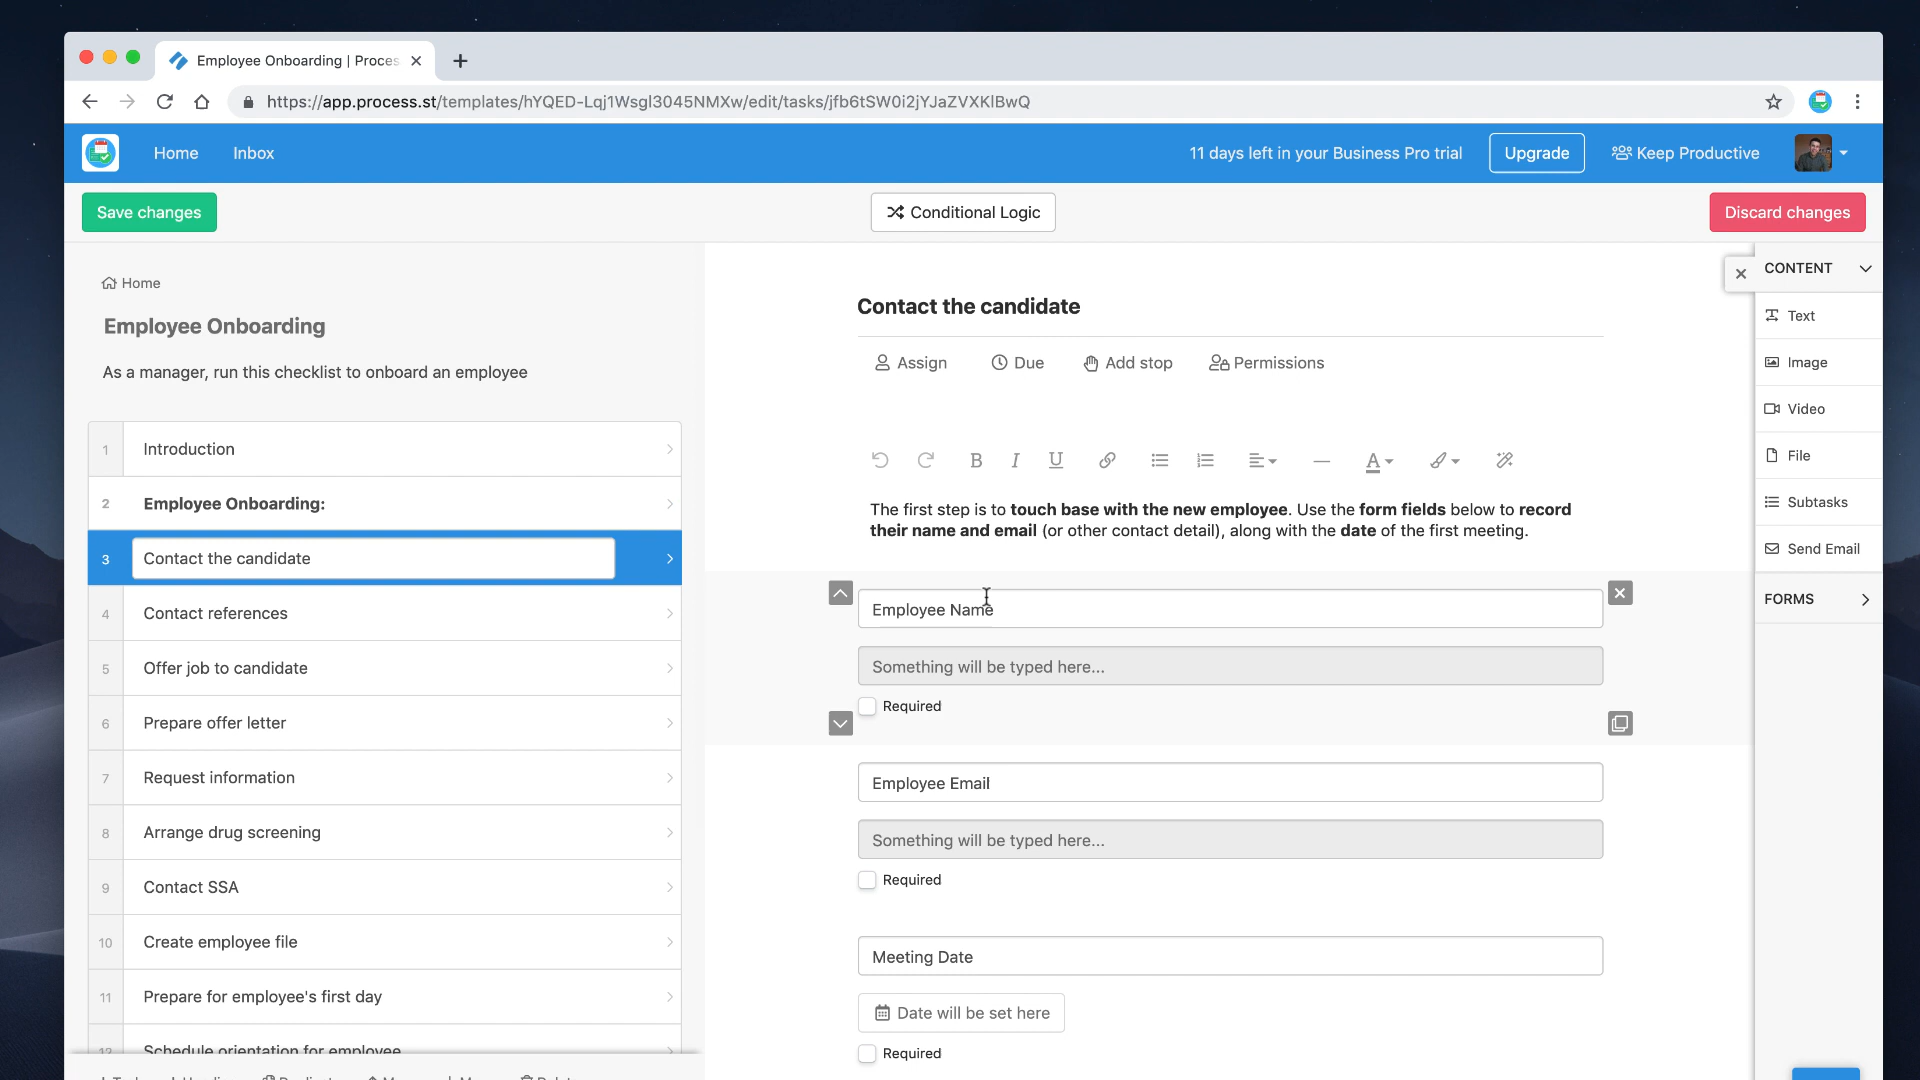 Employee Onboarding | Proces
https://app.process.st/templates/hYQED-Lqj1Wsgl3045NMXw/edit/tasks/jfb6tSW0i2jYJaZVXKlBwQ
Home
Inbox
11 days left in your Business Pro trial
Upgrade
Keep Productive
Save changes
Conditional Logic
Discard changes
Home
Employee Onboarding
As a manager, run this checklist to onboard an employee
1 Introduction
2 Employee Onboarding:
3 Contact the candidate
4 Contact references
5 Offer job to candidate
6 Prepare offer letter
7 Request information
8 Arrange drug screening
9 Contact SSA
10 Create employee file
11 Prepare for employee's first day
12 Schedule orientation for employee
Contact the candidate
Assign
Due
Add stop
Permissions
B I U
A
The first step is to touch base with the new employee. Use the form fields below to record
their name and email (or other contact detail), along with the date of the first meeting.
Employee Name
Something will be typed here...
Required
Employee Email
Something will be typed here...
Required
Meeting Date
Date will be set here
Required
CONTENT
Text
Image
Video
File
Subtasks
Send Email
FORMS